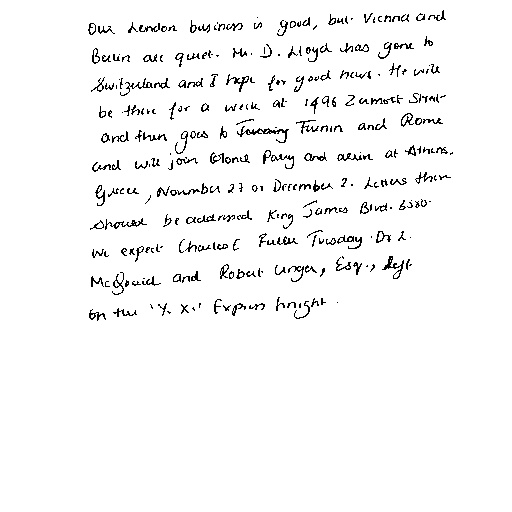 Our London business is good, but Vienna and
Berlin are quiet. Mr. D. Lloyd has gone to
Switzerland and I hope for good news. He will
be there for a week at 1496 Zermott Street
and then goes to Turin and Rome
and will join Colonel Parry and arrive at Athens,
Greece, November 27 or December 2. Letters there
should be addressed King James Blvd. 6580.
We expect Charles E Fuller Tuesday. Dr L
McQuaid and Robert Unger, Esq., left
on the "Y. X." Express tonight.